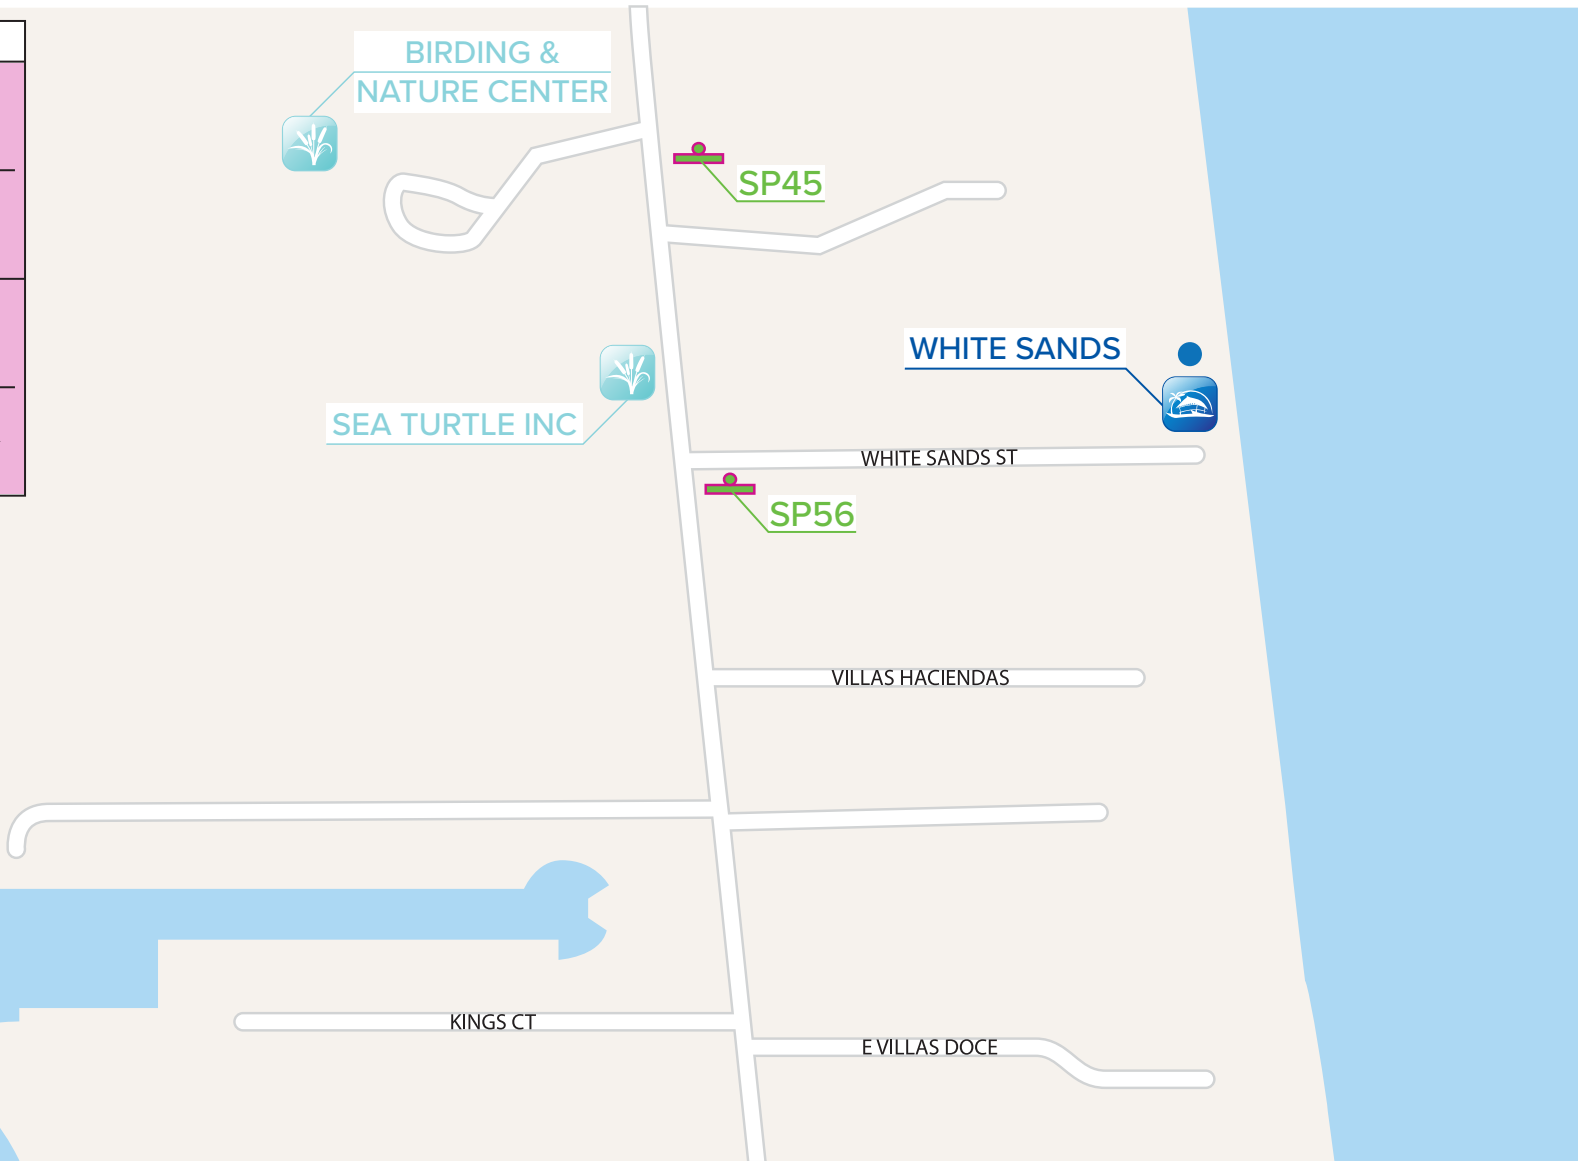 BIRDING &
NATURE CENTER
SP45
WHITE SANDS
SEA TURTLE INC
WHITE SANDS ST
SP56
VILLAS HACIENDAS
KINGS CT
E VILLAS DOCE